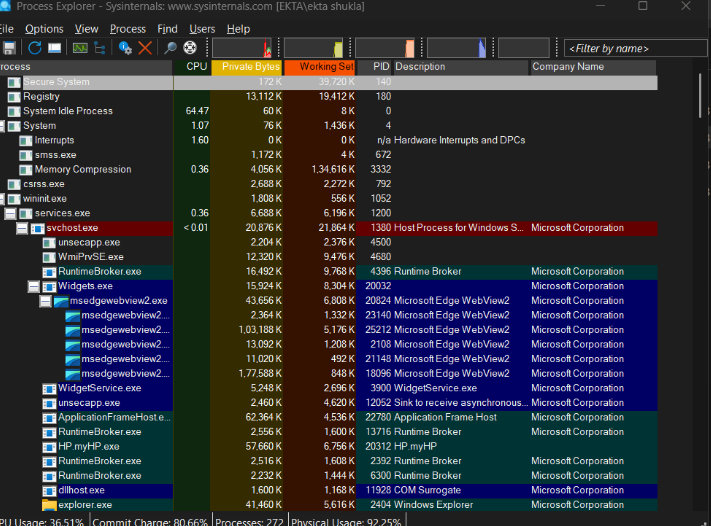 Process Explorer - Sysinternals: www.sysinternals.com [EKTA\ekta shukla]
File Options View Process Find Users Help
<Filter by name>
Process CPU Private Bytes Working Set PID Description Company Name
Secure System 172 K 39,720 K 140
Registry 13,112 K 19,412 K 180
System Idle Process 64.47 60 K 8 K 0
System 1.07 76 K 1,436 K 4
Interrupts 1.60 0 K 0 K n/a Hardware Interrupts and DPCs
smss.exe 1,172 K 4 K 672
Memory Compression 0.36 4,056 K 1,34,616 K 3332
csrss.exe 2,688 K 2,272 K 792
wininit.exe 1,808 K 556 K 1052
services.exe 0.36 6,688 K 6,196 K 1200
svchost.exe < 0.01 20,876 K 21,864 K 1380 Host Process for Windows S... Microsoft Corporation
unsecapp.exe 2,204 K 2,376 K 4500
WmiPrvSE.exe 12,320 K 9,476 K 4680
RuntimeBroker.exe 16,492 K 9,768 K 4396 Runtime Broker Microsoft Corporation
Widgets.exe 15,924 K 8,304 K 20032
msedgewebview2.exe 43,656 K 6,808 K 20824 Microsoft Edge WebView2 Microsoft Corporation
msedgewebview2.... 2,364 K 1,332 K 23140 Microsoft Edge WebView2 Microsoft Corporation
msedgewebview2.... 1,03,188 K 5,176 K 25212 Microsoft Edge WebView2 Microsoft Corporation
msedgewebview2.... 13,092 K 1,208 K 2108 Microsoft Edge WebView2 Microsoft Corporation
msedgewebview2.... 11,020 K 492 K 21148 Microsoft Edge WebView2 Microsoft Corporation
msedgewebview2.... 1,77,588 K 848 K 18096 Microsoft Edge WebView2 Microsoft Corporation
WidgetService.exe 5,248 K 2,696 K 3900 WidgetService.exe Microsoft Corporation
unsecapp.exe 2,460 K 4,620 K 12052 Sink to receive asynchronous... Microsoft Corporation
ApplicationFrameHost.e... 62,364 K 4,536 K 22780 Application Frame Host Microsoft Corporation
RuntimeBroker.exe 2,556 K 1,600 K 13716 Runtime Broker Microsoft Corporation
HP.myHP.exe 57,660 K 6,756 K 20312 HP.myHP
RuntimeBroker.exe 2,516 K 1,608 K 2392 Runtime Broker Microsoft Corporation
RuntimeBroker.exe 2,232 K 1,444 K 6300 Runtime Broker Microsoft Corporation
dllhost.exe 1,600 K 1,168 K 11928 COM Surrogate Microsoft Corporation
explorer.exe 41,460 K 5,616 K 2404 Windows Explorer Microsoft Corporation
CPU Usage: 36.51% Commit Charge: 80.66% Processes: 272 Physical Usage: 92.25%